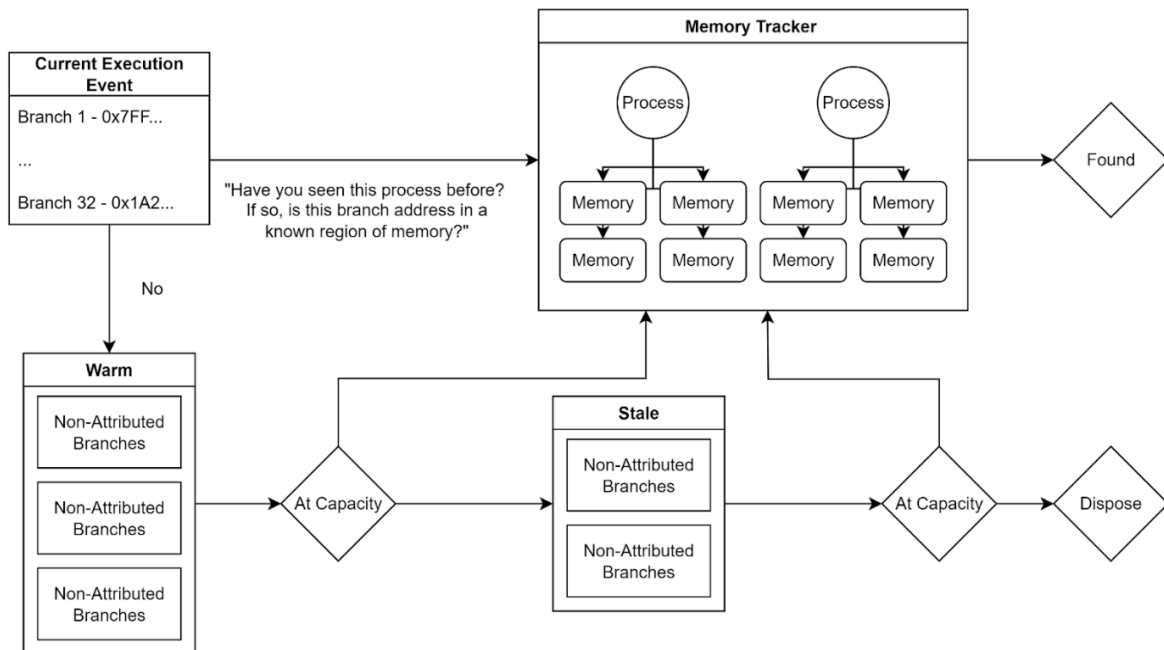 Current Execution
Event
Branch 1 - 0x7FF...
...
Branch 32 - 0x1A2...
"Have you seen this process before?
If so, is this branch address in a
known region of memory?"
Memory Tracker
Process
Process
Memory
Memory
Memory
Memory
Memory
Memory
Memory
Memory
Found
No
Warm
Non-Attributed
Branches
Non-Attributed
Branches
Non-Attributed
Branches
At Capacity
Stale
Non-Attributed
Branches
Non-Attributed
Branches
At Capacity
Dispose